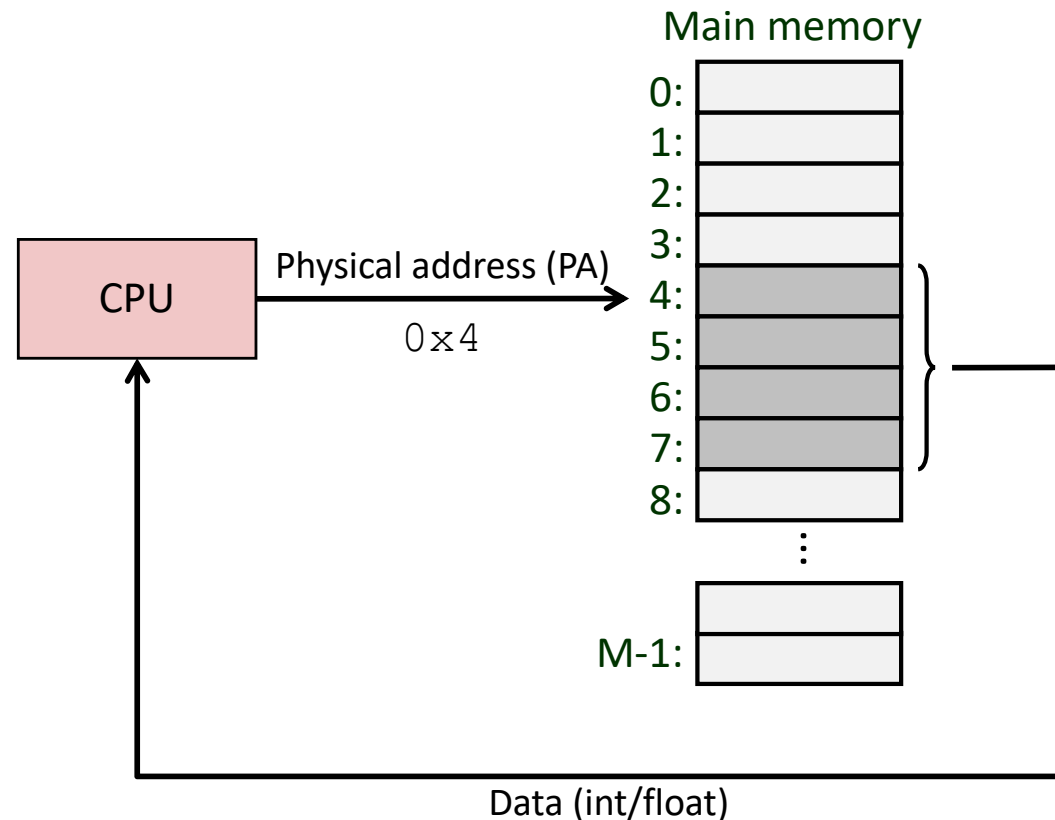 Main memory
0:
1:
2:
3:
CPU
Physical address (PA)
0x4
4:
5:
6:
7:
8:
⋮
M-1:
Data (int/float)